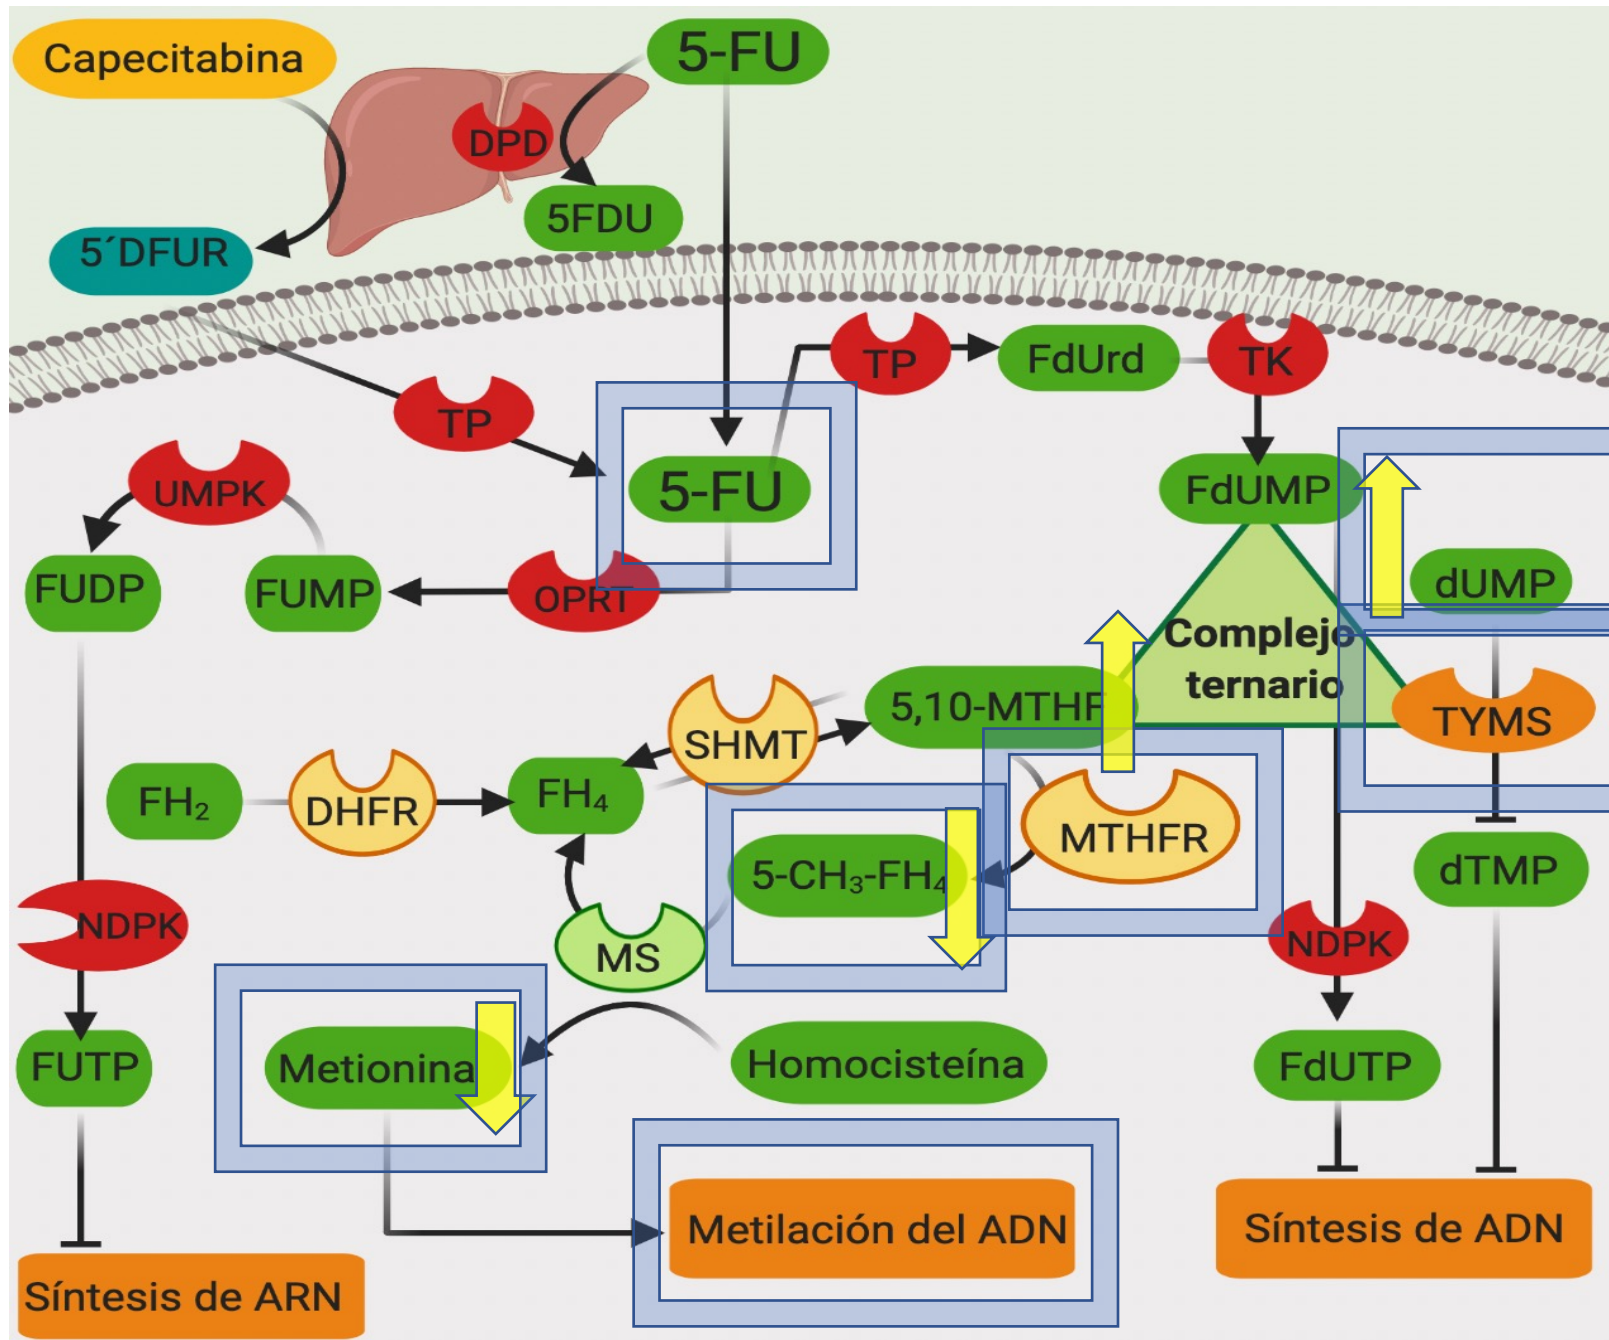 Capecitabina
5-FU
DPD
5FDU
5´DFUR
TP
FdUrd
TK
TP
UMPK
5-FU
FdUMP
FUDP
FUMP
OPRT
dUMP
Complejo
ternario
5,10-MTHF
SHMT
TYMS
FH₂
DHFR
FH₄
MTHFR
5-CH₃-FH₄
dTMP
NDPK
MS
NDPK
FUTP
Metionina
Homocisteína
FdUTP
Metilación del ADN
Síntesis de ADN
Síntesis de ARN